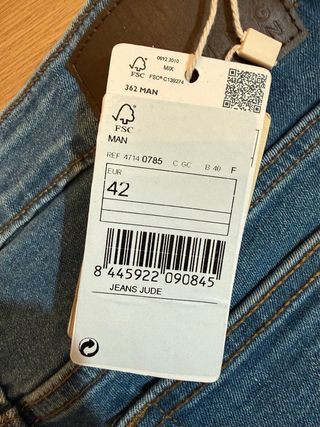 0892 3010
MIX
FSC
FSC® C139274
362 MAN
FSC
MAN
REF. 4714 0785 C GC B 40 F
EUR
42
8 445922 090845
JEANS JUDE